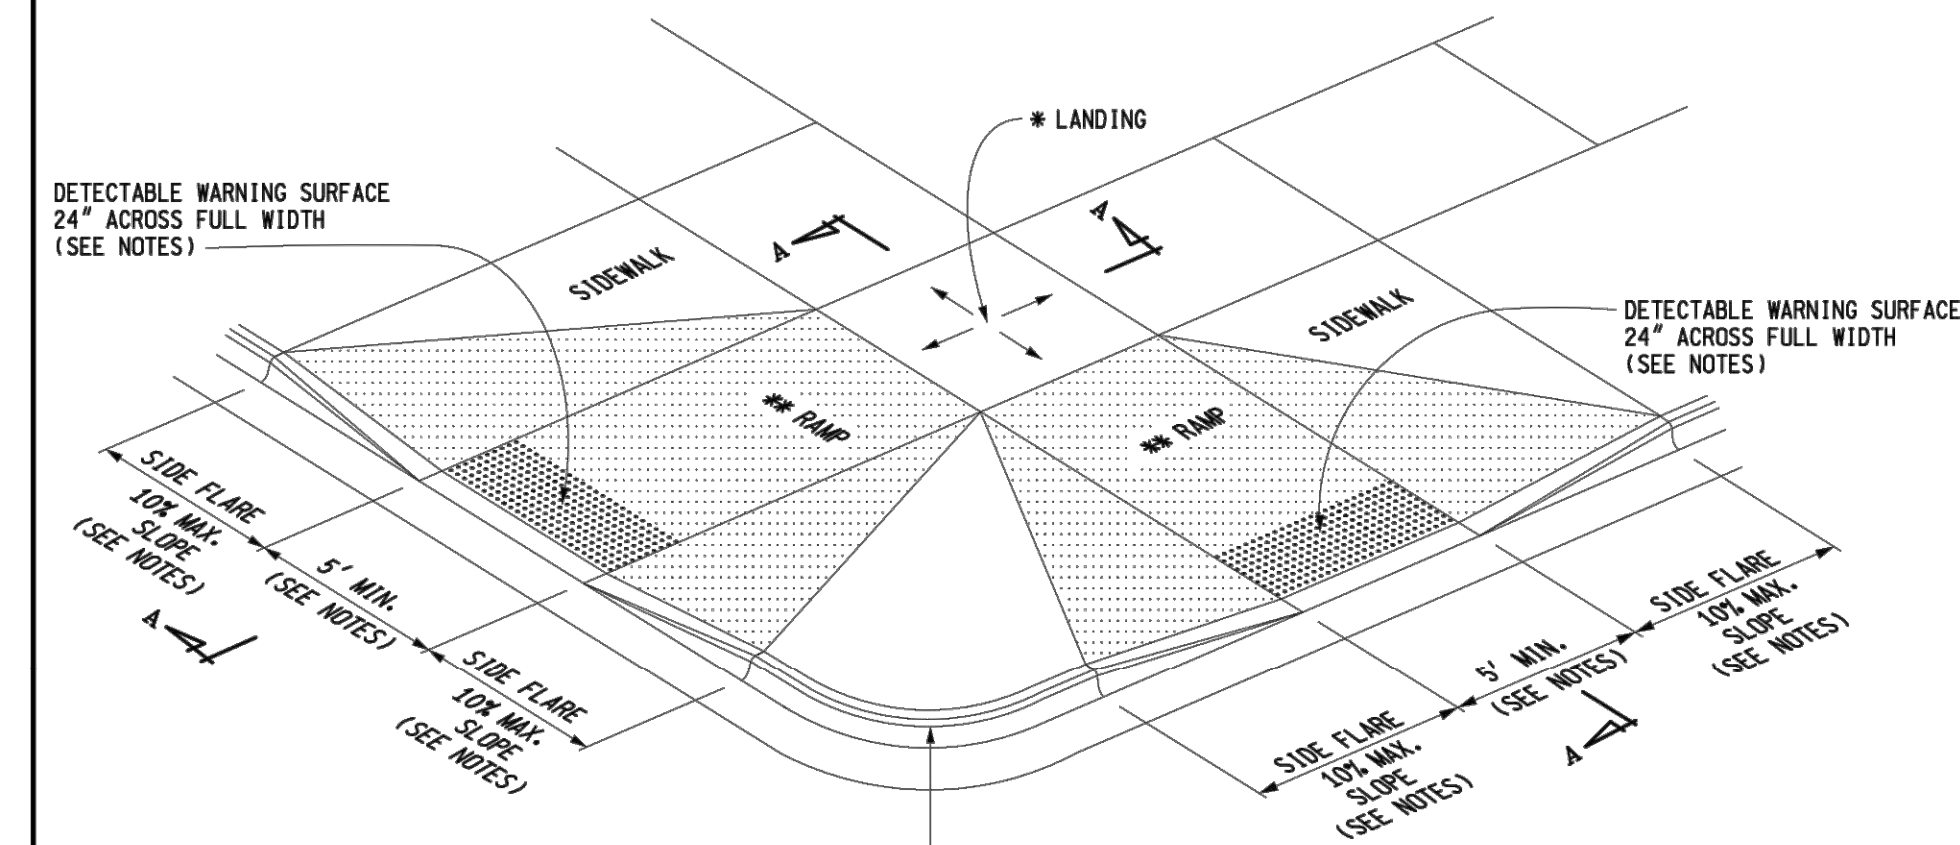 * LANDING
DETECTABLE WARNING SURFACE
24" ACROSS FULL WIDTH
(SEE NOTES)
A
A
SIDEWALK
SIDEWALK
DETECTABLE WARNING SURFACE
24" ACROSS FULL WIDTH
(SEE NOTES)
** RAMP
** RAMP
SIDE FLARE
10% MAX.
SLOPE
(SEE NOTES)
5' MIN.
(SEE NOTES)
A
SIDE FLARE
10% MAX.
SLOPE
(SEE NOTES)
SIDE FLARE
10% MAX.
SLOPE
(SEE NOTES)
5' MIN.
(SEE NOTES)
A
SIDE FLARE
10% MAX.
SLOPE
(SEE NOTES)